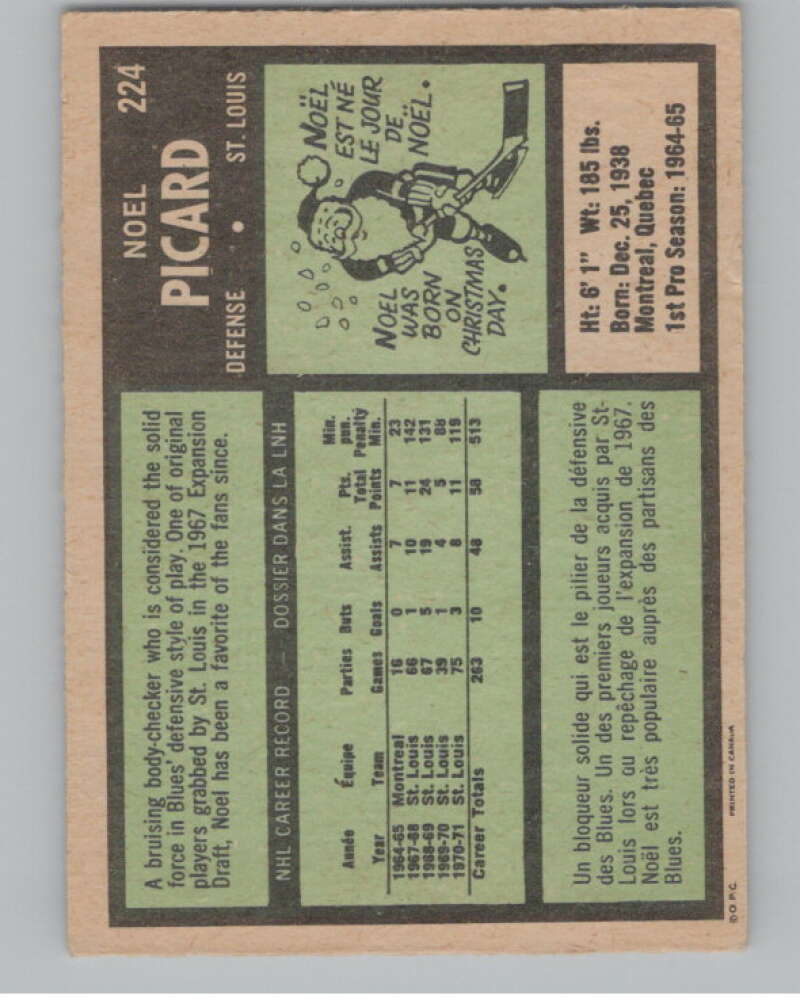 NOEL 224
PICARD
DEFENSE • ST. LOUIS
A bruising body-checker who is considered the solid
force in Blues' defensive style of play. One of original
players grabbed by St. Louis in the 1967 Expansion
Draft, Noel has been a favorite of the fans since.
NOËL
EST NÉ
LE JOUR
DE
NOËL.
NOEL
WAS
BORN
ON
CHRISTMAS
DAY.
NHL CAREER RECORD — DOSSIER DANS LA LNH
Année Équipe Parties Buts Assist. Pts. Total Min. pun. Penalty
Year Team Games Goals Assists Points Min.
1964-65 Montreal 16 0 7 7 23
1967-68 St. Louis 66 1 10 11 142
1968-69 St. Louis 67 5 19 24 131
1969-70 St. Louis 39 1 4 5 88
1970-71 St. Louis 75 3 8 11 119
Career Totals 263 10 48 58 513
Ht: 6' 1" Wt: 185 lbs.
Born: Dec. 25, 1938
Montreal, Quebec
1st Pro Season: 1964-65
Un bloqueur solide qui est le pilier de la défensive
des Blues. Un des premiers joueurs acquis par St-
Louis lors au repêchage de l'expansion de 1967.
Noël est très populaire auprès des partisans des
Blues.
© O.P.C. PRINTED IN CANADA